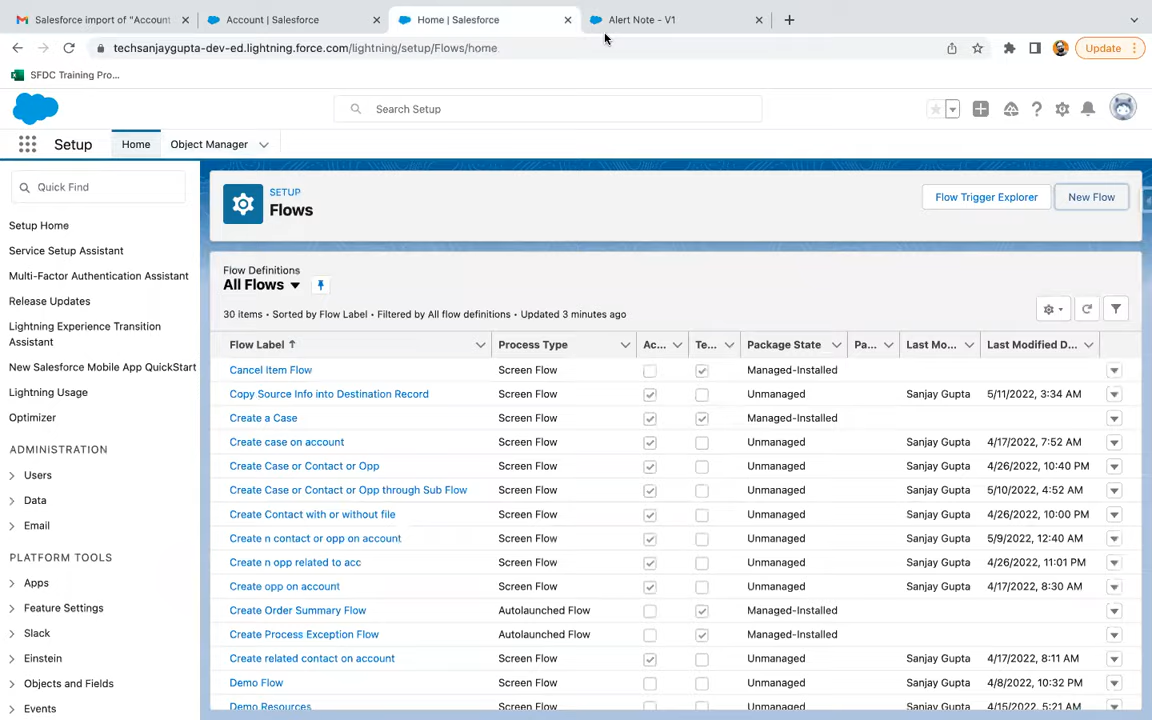 Salesforce import of "Account
Account | Salesforce
Home | Salesforce
Alert Note - V1
techsanjaygupta-dev-ed.lightning.force.com/lightning/setup/Flows/home
Update
SFDC Training Pro...
Search Setup
Setup
Home
Object Manager
Quick Find
Setup Home
Service Setup Assistant
Multi-Factor Authentication Assistant
Release Updates
Lightning Experience Transition
Assistant
New Salesforce Mobile App QuickStart
Lightning Usage
Optimizer
ADMINISTRATION
Users
Data
Email
PLATFORM TOOLS
Apps
Feature Settings
Slack
Einstein
Objects and Fields
Events
SETUP
Flows
Flow Trigger Explorer
New Flow
Flow Definitions
All Flows
30 items • Sorted by Flow Label • Filtered by All flow definitions • Updated 3 minutes ago
Flow Label ↑ Process Type Ac... Te... Package State Pa... Last Mo... Last Modified D...
Cancel Item Flow Screen Flow Managed-Installed
Copy Source Info into Destination Record Screen Flow Unmanaged Sanjay Gupta 5/11/2022, 3:34 AM
Create a Case Screen Flow Managed-Installed
Create case on account Screen Flow Unmanaged Sanjay Gupta 4/17/2022, 7:52 AM
Create Case or Contact or Opp Screen Flow Unmanaged Sanjay Gupta 4/26/2022, 10:40 PM
Create Case or Contact or Opp through Sub Flow Screen Flow Unmanaged Sanjay Gupta 5/10/2022, 4:52 AM
Create Contact with or without file Screen Flow Unmanaged Sanjay Gupta 4/26/2022, 10:00 PM
Create n contact or opp on account Screen Flow Unmanaged Sanjay Gupta 5/9/2022, 12:40 AM
Create n opp related to acc Screen Flow Unmanaged Sanjay Gupta 4/26/2022, 11:01 PM
Create opp on account Screen Flow Unmanaged Sanjay Gupta 4/17/2022, 8:30 AM
Create Order Summary Flow Autolaunched Flow Managed-Installed
Create Process Exception Flow Autolaunched Flow Managed-Installed
Create related contact on account Screen Flow Unmanaged Sanjay Gupta 4/17/2022, 8:11 AM
Demo Flow Screen Flow Unmanaged Sanjay Gupta 4/8/2022, 10:32 PM
Demo Resources Screen Flow Unmanaged Sanjay Gupta 4/15/2022, 5:21 AM